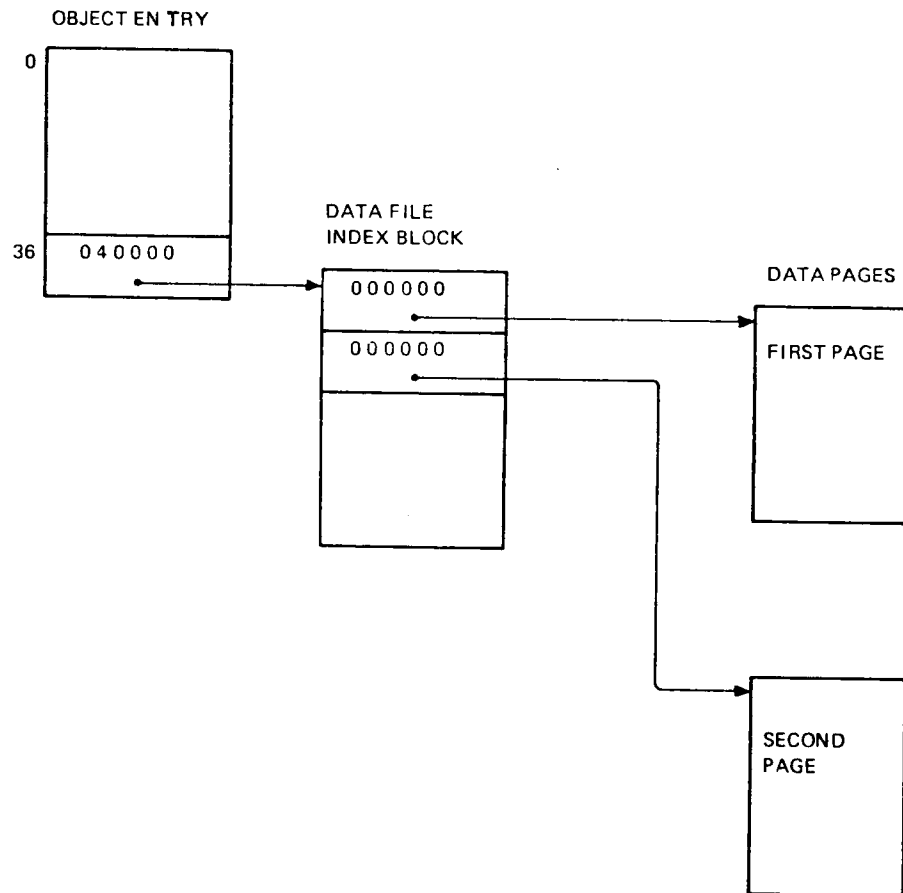 OBJECT EN TRY
0
36
040000
DATA FILE
INDEX BLOCK
000000
000000
DATA PAGES
FIRST PAGE
SECOND
PAGE